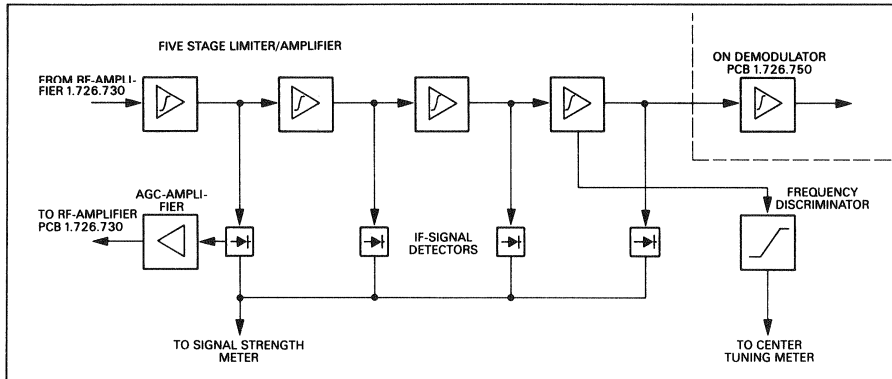 FIVE STAGE LIMITER/AMPLIFIER
ON DEMODULATOR
PCB 1.726.750
FROM RF-AMPLI-
FIER 1.726.730
AGC-AMPLI-
FIER
TO RF-AMPLIFIER
PCB 1.726.730
IF-SIGNAL
DETECTORS
FREQUENCY
DISCRIMINATOR
TO SIGNAL STRENGTH
METER
TO CENTER
TUNING METER